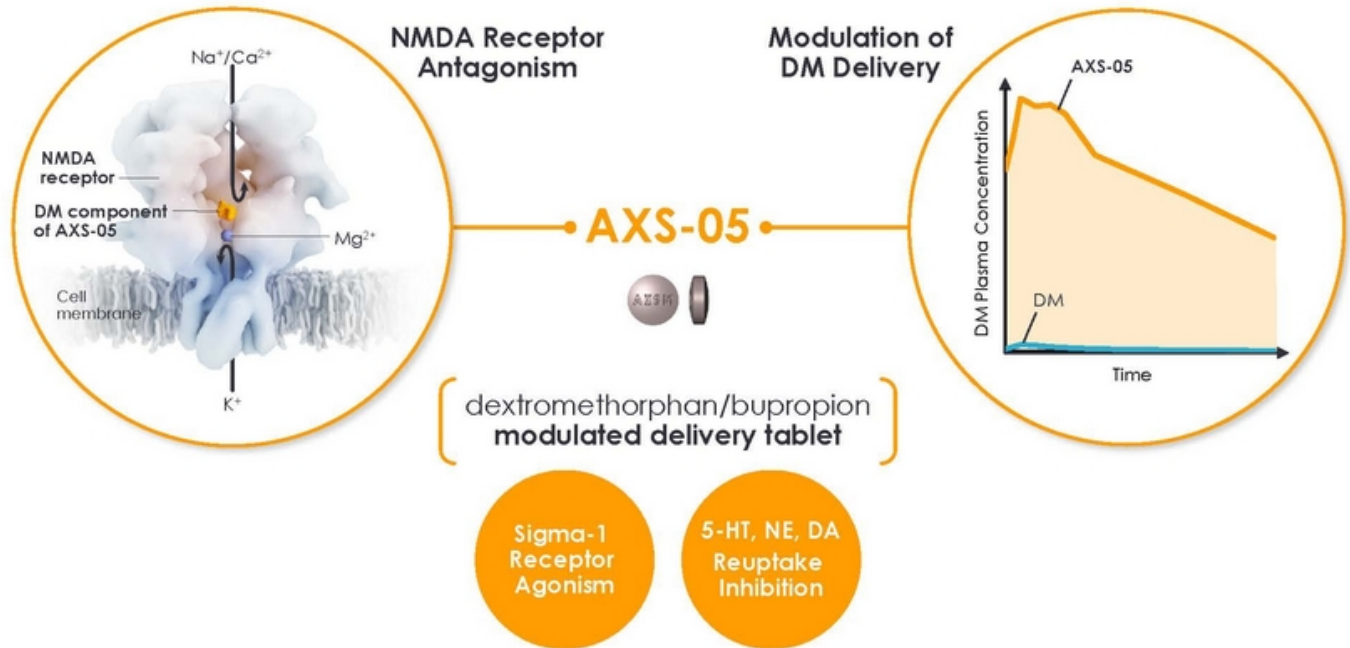 NMDA Receptor
Antagonism
Na⁺/Ca²⁺
NMDA
receptor
DM component
of AXS-05
Mg²⁺
Cell
membrane
K⁺
Modulation of
DM Delivery
AXS-05
DM Plasma Concentration
DM
Time
AXS-05
AXSM
dextromethorphan/bupropion
modulated delivery tablet
Sigma-1
Receptor
Agonism
5-HT, NE, DA
Reuptake
Inhibition